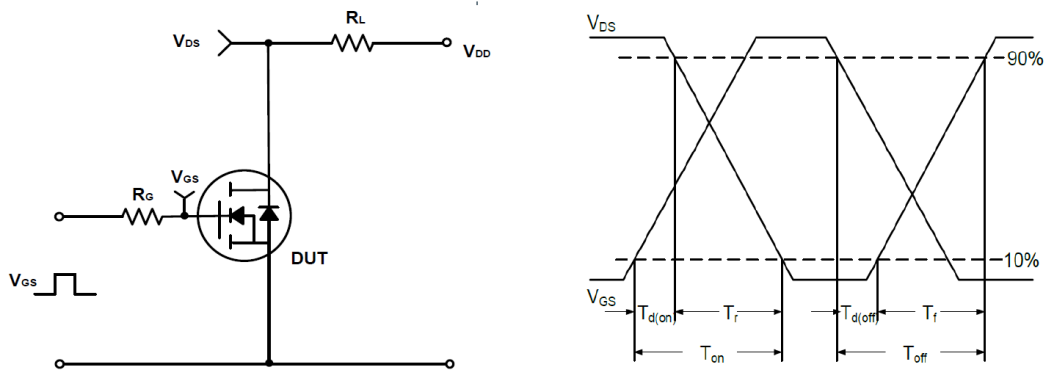 RL
VDS
VDD
VGS
RG
DUT
VGS
VDS
90%
10%
VGS
Td(on)
Tr
Td(off)
Tf
Ton
Toff